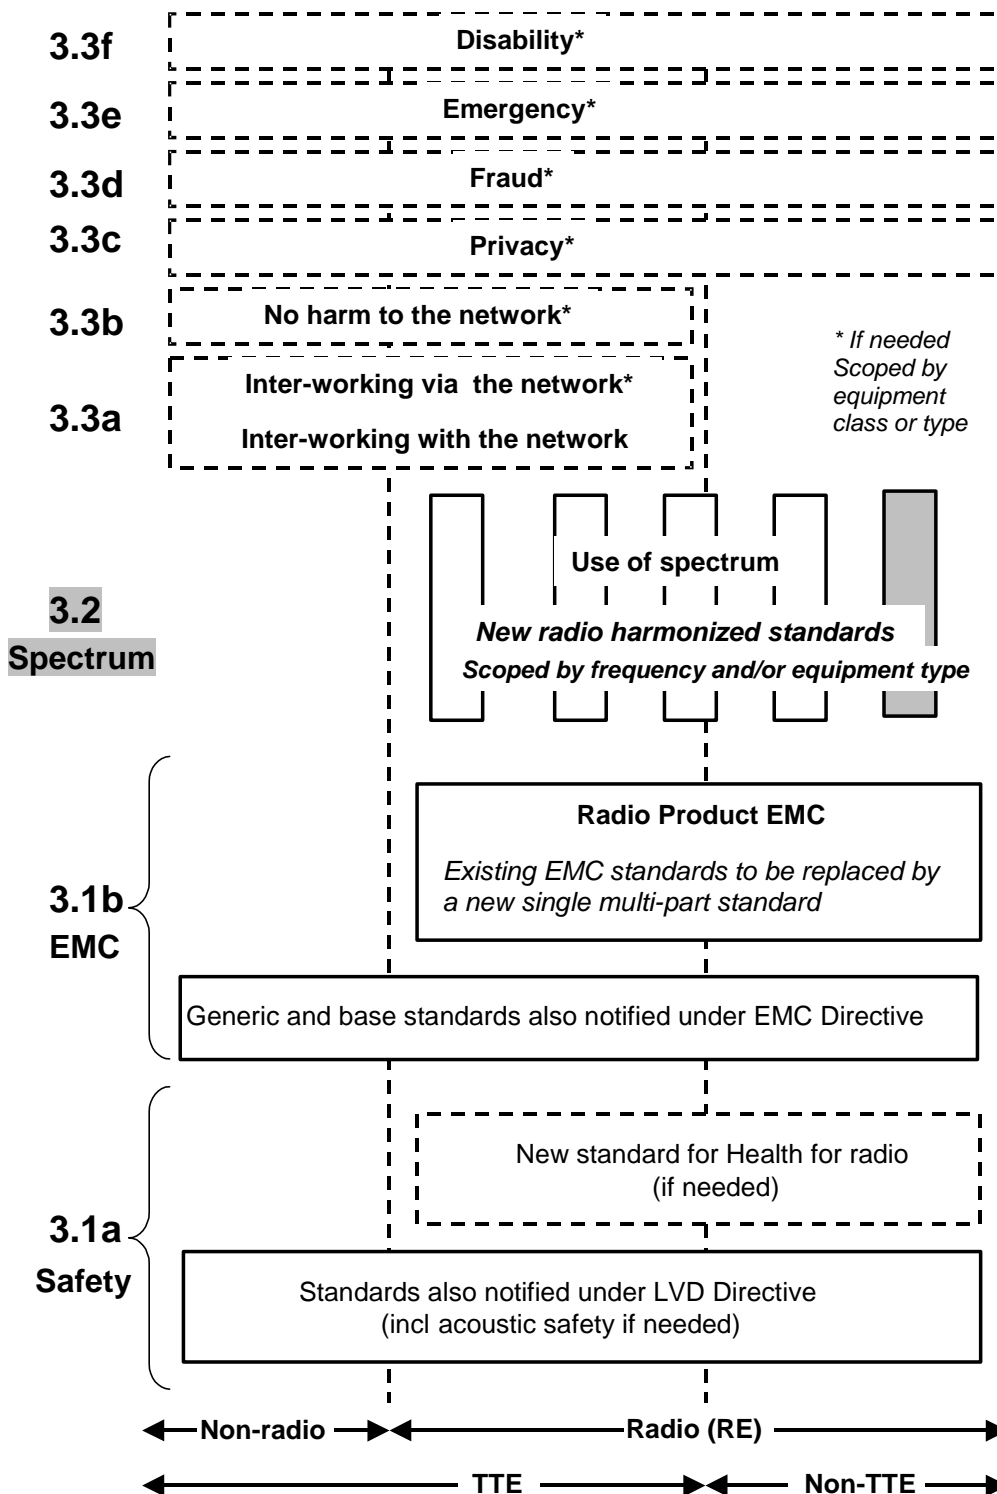 3.3f
Disability*
3.3e
Emergency*
3.3d
Fraud*
3.3c
Privacy*
3.3b
No harm to the network*
3.3a
Inter-working via the network*
Inter-working with the network
* If needed
Scoped by
equipment
class or type
3.2
Spectrum
Use of spectrum
New radio harmonized standards
Scoped by frequency and/or equipment type
3.1b
EMC
Radio Product EMC
Existing EMC standards to be replaced by
a new single multi-part standard
Generic and base standards also notified under EMC Directive
3.1a
Safety
New standard for Health for radio
(if needed)
Standards also notified under LVD Directive
(incl acoustic safety if needed)
Non-radio
Radio (RE)
TTE
Non-TTE